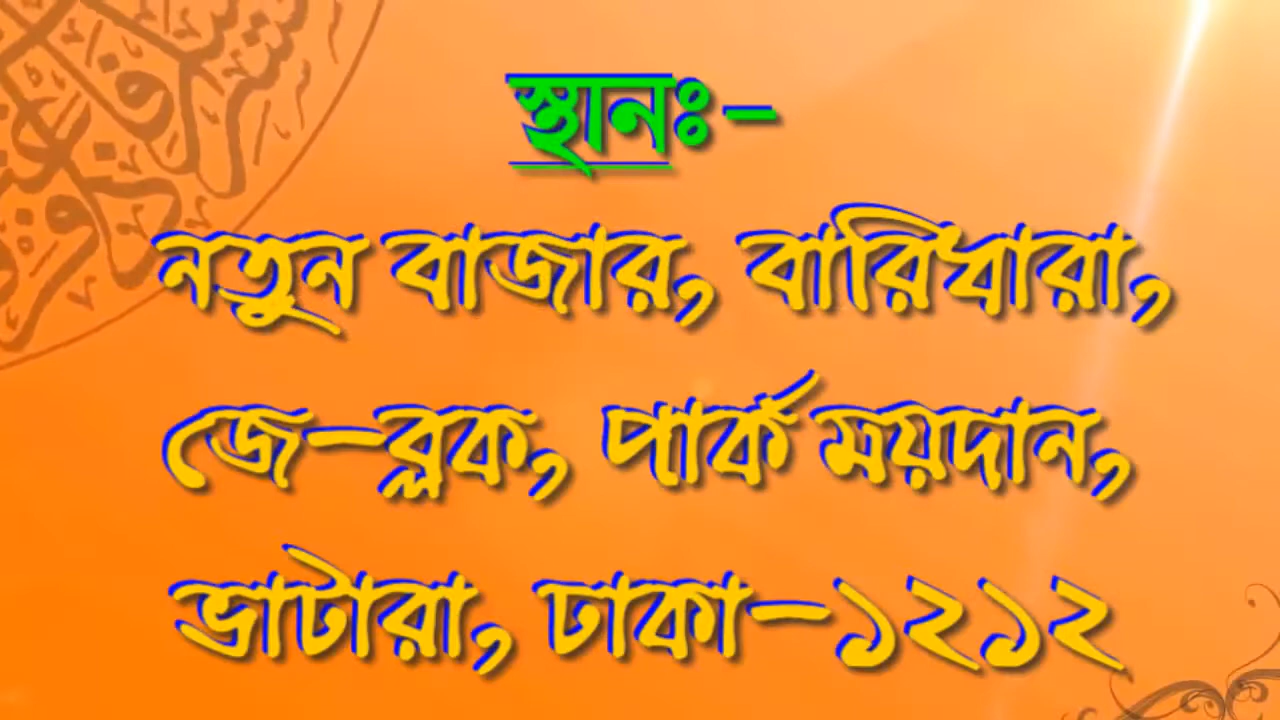 স্থানঃ-
নতুন বাজার, বারিধারা,
জে-ব্লক, পার্ক ময়দান,
ভাটারা, ঢাকা-১২১২